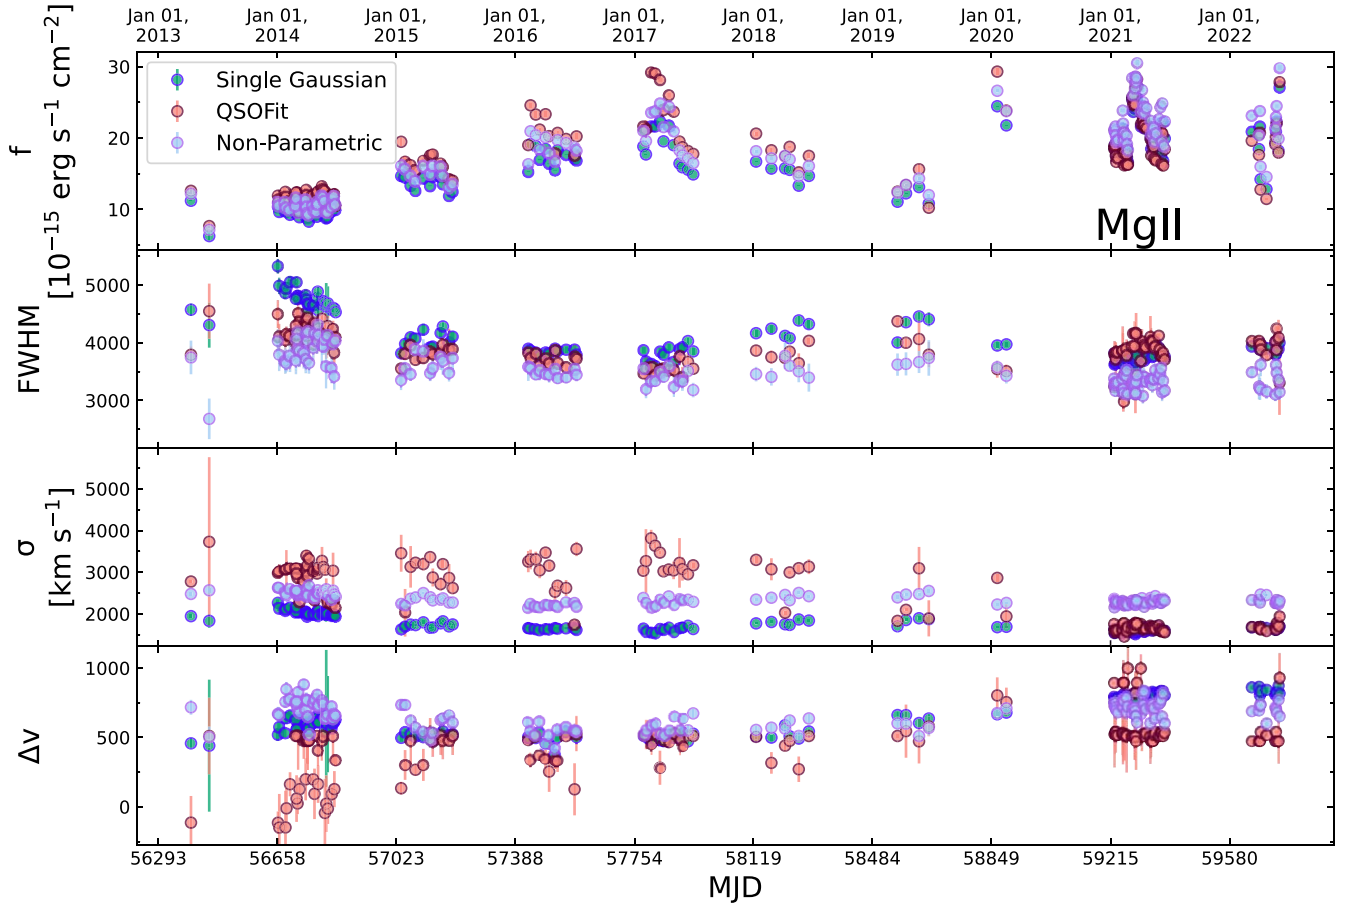 Jan 01, Jan 01, Jan 01, Jan 01, Jan 01, Jan 01, Jan 01, Jan 01, Jan 01, Jan 01,
2013 2014 2015 2016 2017 2018 2019 2020 2021 2022
f
[10⁻¹⁵ erg s⁻¹ cm⁻²]
30
20
10
Single Gaussian
QSOFit
Non-Parametric
MgII
FWHM
5000
4000
3000
σ
[km s⁻¹]
5000
4000
3000
2000
Δv
1000
500
0
56293 56658 57023 57388 57754 58119 58484 58849 59215 59580
MJD